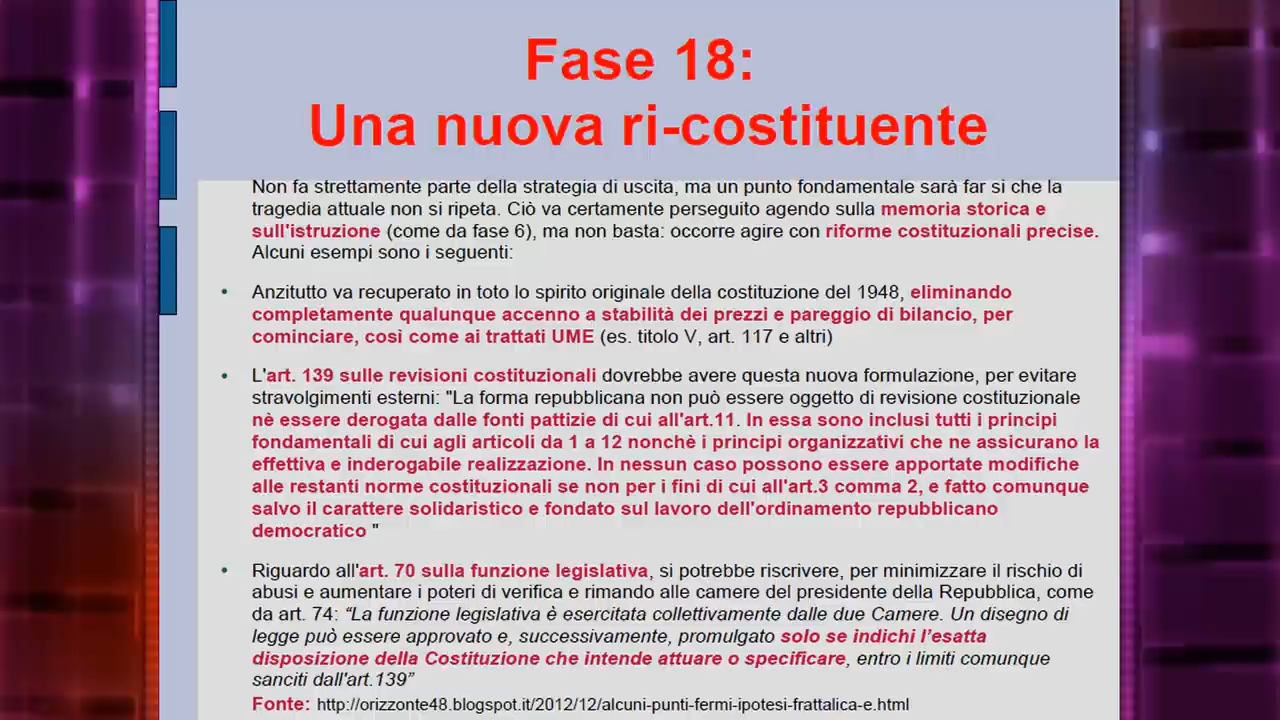 Fase 18:
Una nuova ri-costituente
Non fa strettamente parte della strategia di uscita, ma un punto fondamentale sarà far si che la
tragedia attuale non si ripeta. Ciò va certamente perseguito agendo sulla memoria storica e
sull'istruzione (come da fase 6), ma non basta: occorre agire con riforme costituzionali precise.
Alcuni esempi sono i seguenti:
• Anzitutto va recuperato in toto lo spirito originale della costituzione del 1948, eliminando
completamente qualunque accenno a stabilità dei prezzi e pareggio di bilancio, per
cominciare, così come ai trattati UME (es. titolo V, art. 117 e altri)
• L'art. 139 sulle revisioni costituzionali dovrebbe avere questa nuova formulazione, per evitare
stravolgimenti esterni: "La forma repubblicana non può essere oggetto di revisione costituzionale
nè essere derogata dalle fonti pattizie di cui all'art.11. In essa sono inclusi tutti i principi
fondamentali di cui agli articoli da 1 a 12 nonchè i principi organizzativi che ne assicurano la
effettiva e inderogabile realizzazione. In nessun caso possono essere apportate modifiche
alle restanti norme costituzionali se non per i fini di cui all'art.3 comma 2, e fatto comunque
salvo il carattere solidaristico e fondato sul lavoro dell'ordinamento repubblicano
democratico "
• Riguardo all'art. 70 sulla funzione legislativa, si potrebbe riscrivere, per minimizzare il rischio di
abusi e aumentare i poteri di verifica e rimando alle camere del presidente della Repubblica, come
da art. 74: “La funzione legislativa è esercitata collettivamente dalle due Camere. Un disegno di
legge può essere approvato e, successivamente, promulgato solo se indichi l’esatta
disposizione della Costituzione che intende attuare o specificare, entro i limiti comunque
sanciti dall'art.139”
Fonte: http://orizzonte48.blogspot.it/2012/12/alcuni-punti-fermi-ipotesi-frattalica-e.html